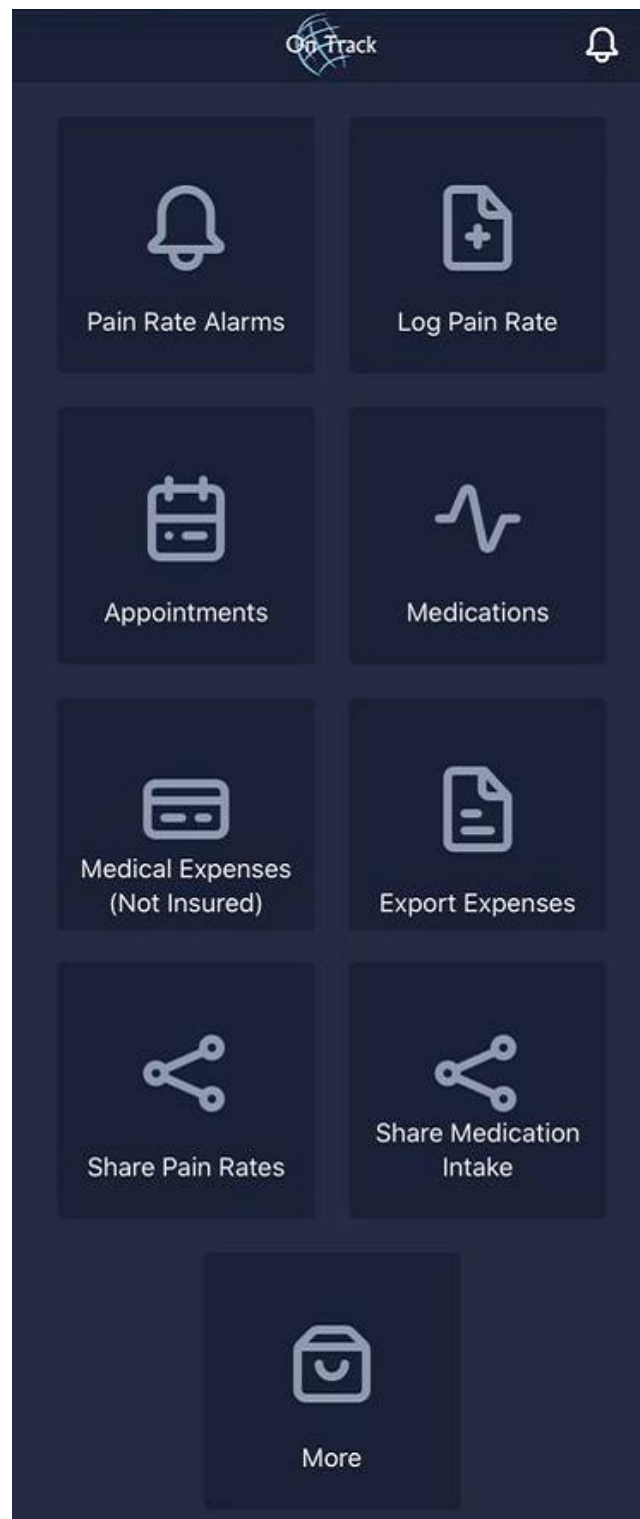 On Track
Pain Rate Alarms
Log Pain Rate
Appointments
Medications
Medical Expenses
(Not Insured)
Export Expenses
Share Pain Rates
Share Medication
Intake
More